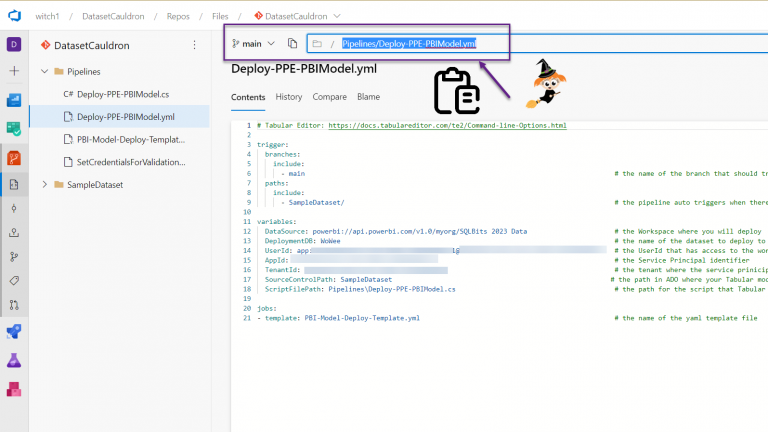 witch1 / Repos / Files / DatasetCauldron
D
DatasetCauldron
main
/ Pipelines/Deploy-PPE-PBIModel.yml
Pipelines
C# Deploy-PPE-PBIModel.cs
Deploy-PPE-PBIModel.yml
PBI-Model-Deploy-Templat...
SetCredentialsForValidation...
SampleDataset
Deploy-PPE-PBIModel.yml
Contents History Compare Blame
1 # Tabular Editor: https://docs.tabulareditor.com/te2/Command-line-Options.html
2
3 trigger:
4 branches:
5 include:
6 - main # the name of the branch that should tr
7 paths:
8 include:
9 - SampleDataset/ # the pipeline auto triggers when there
10
11 variables:
12 DataSource: powerbi://api.powerbi.com/v1.0/myorg/SQLBits 2023 Data # the Workspace where you will deploy
13 DeploymentDB: WoWee # the name of the dataset to deploy to
14 UserId: app: # the UserId that has access to the wor
15 AppId: # the Service Principal identifier
16 TenantId: # the tenant where the service prinicip
17 SourceControlPath: SampleDataset # the path in ADO where your Tabular mod
18 ScriptFilePath: Pipelines\Deploy-PPE-PBIModel.cs # the path for the script that Tabular
19
20 jobs:
21 - template: PBI-Model-Deploy-Template.yml # the name of the yaml template file